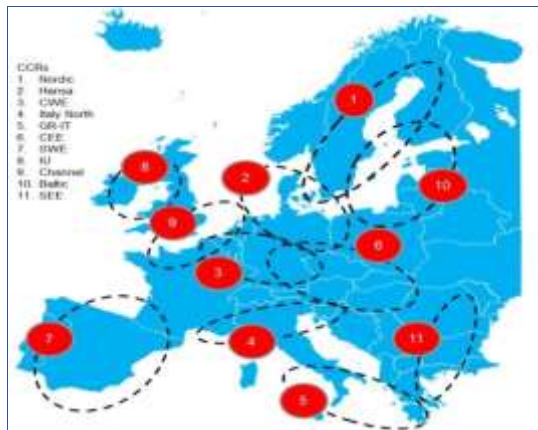 CCRs
1. Nordic
2. Hansa
3. CWE
4. Italy North
5. GR-IT
6. CEE
7. SWE
8. IU
9. Channel
10. Baltic
11. SEE
1
8
2
10
9
6
3
7
4
11
5